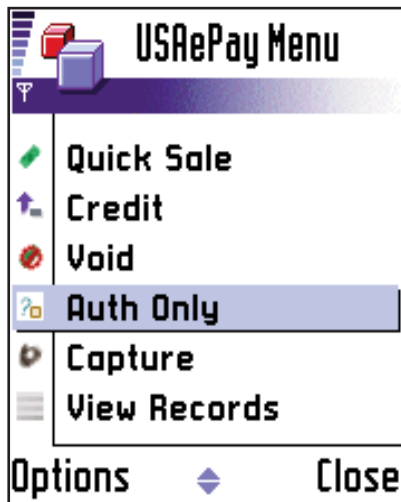 USAePay Menu
Quick Sale
Credit
Void
Auth Only
Capture
View Records
Options Close